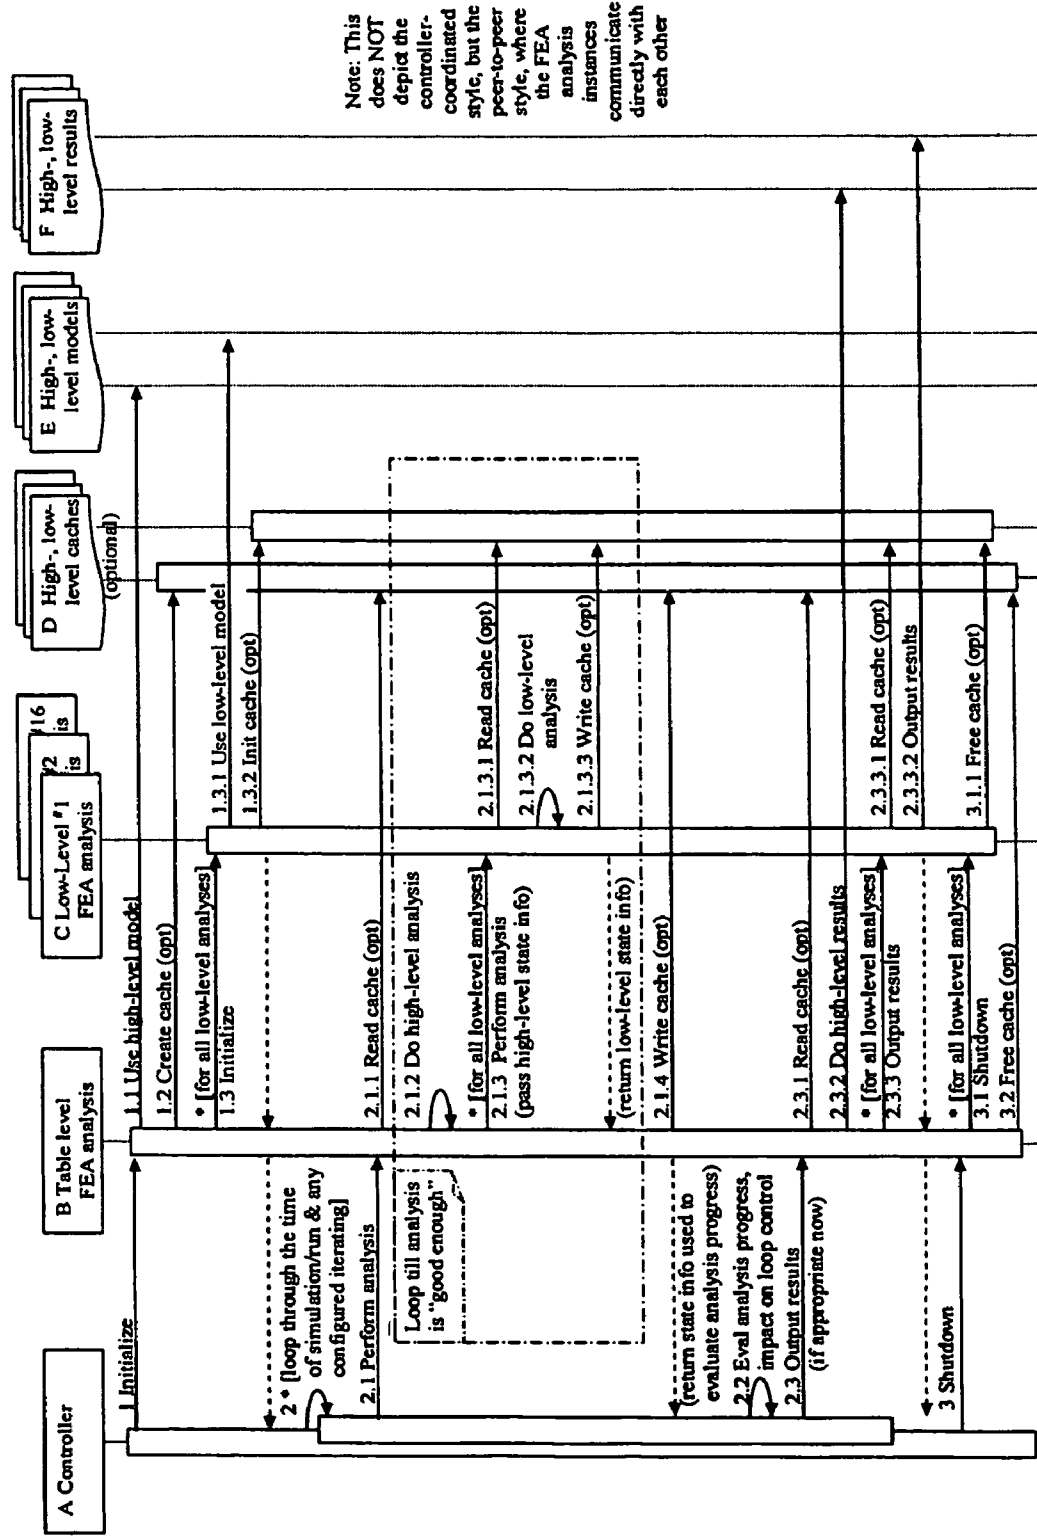 A Controller
B Table level
FEA analysis
C Low-Level #1
FEA analysis
#2
is
#16
is
D High-, low-
level caches
(optional)
E High-, low-
level models
F High-, low-
level results
1 Initialize
1.1 Use high-level model
1.2 Create cache (opt)
* [for all low-level analyses]
1.3 Initialize
1.3.1 Use low-level model
1.3.2 Init cache (opt)
2 * [loop through the time
of simulation/run & any
configured iterating]
2.1 Perform analysis
2.1.1 Read cache (opt)
Loop till analysis
is "good enough"
2.1.2 Do high-level analysis
* [for all low-level analyses]
2.1.3 Perform analysis
(pass high-level state info)
2.1.3.1 Read cache (opt)
2.1.3.2 Do low-level
analysis
2.1.3.3 Write cache (opt)
(return low-level state info)
2.1.4 Write cache (opt)
(return state info used to
evaluate analysis progress)
2.2 Eval analysis progress,
impact on loop control
2.3 Output results
(if appropriate now)
2.3.1 Read cache (opt)
2.3.2 Do high-level results
* [for all low-level analyses]
2.3.3 Output results
2.3.3.1 Read cache (opt)
2.3.3.2 Output results
3 Shutdown
* [for all low-level analyses]
3.1 Shutdown
3.1.1 Free cache (opt)
3.2 Free cache (opt)
Note: This
does NOT
depict the
controller-
coordinated
style, but the
peer-to-peer
style, where
the FEA
analysis
instances
communicate
directly with
each other